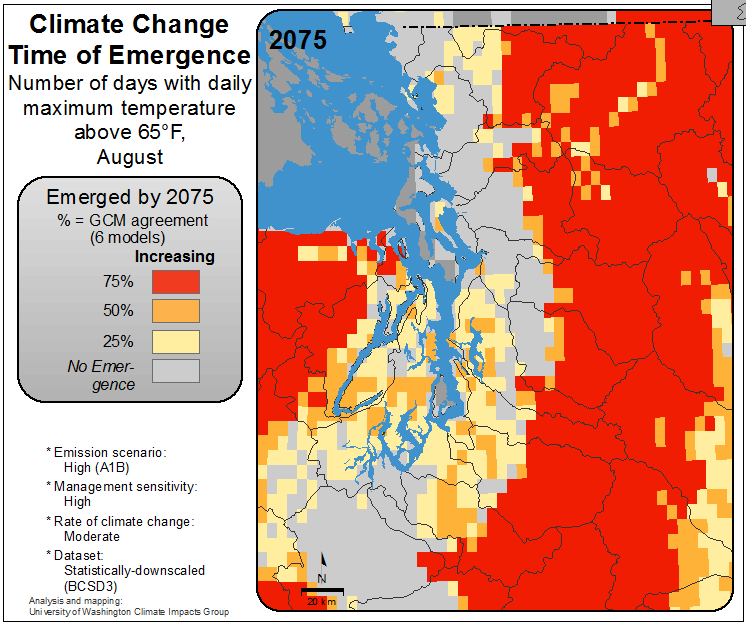 Climate Change
Time of Emergence
Number of days with daily
maximum temperature
above 65°F,
August
Emerged by 2075
% = GCM agreement
(6 models)
Increasing
75%
50%
25%
No Emer-
gence
* Emission scenario:
High (A1B)
* Management sensitivity:
High
* Rate of climate change:
Moderate
* Dataset:
Statistically-downscaled
(BCSD3)
Analysis and mapping:
University of Washington Climate Impacts Group
2075
N
20 km